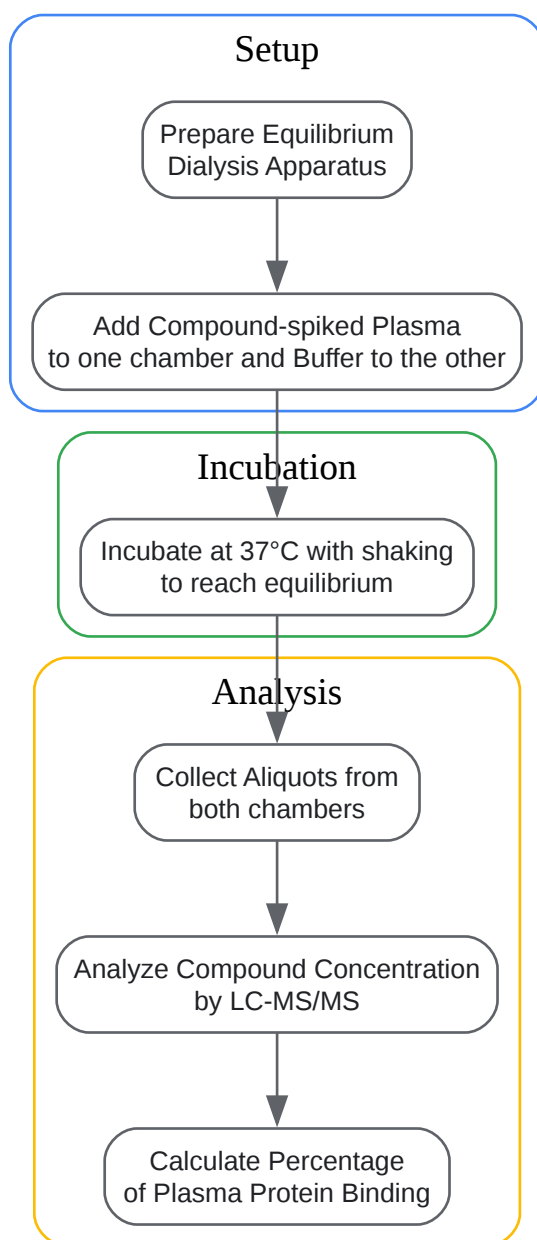 Setup
Prepare Equilibrium
Dialysis Apparatus
Add Compound-spiked Plasma
to one chamber and Buffer to the other
Incubation
Incubate at 37°C with shaking
to reach equilibrium
Analysis
Collect Aliquots from
both chambers
Analyze Compound Concentration
by LC-MS/MS
Calculate Percentage
of Plasma Protein Binding